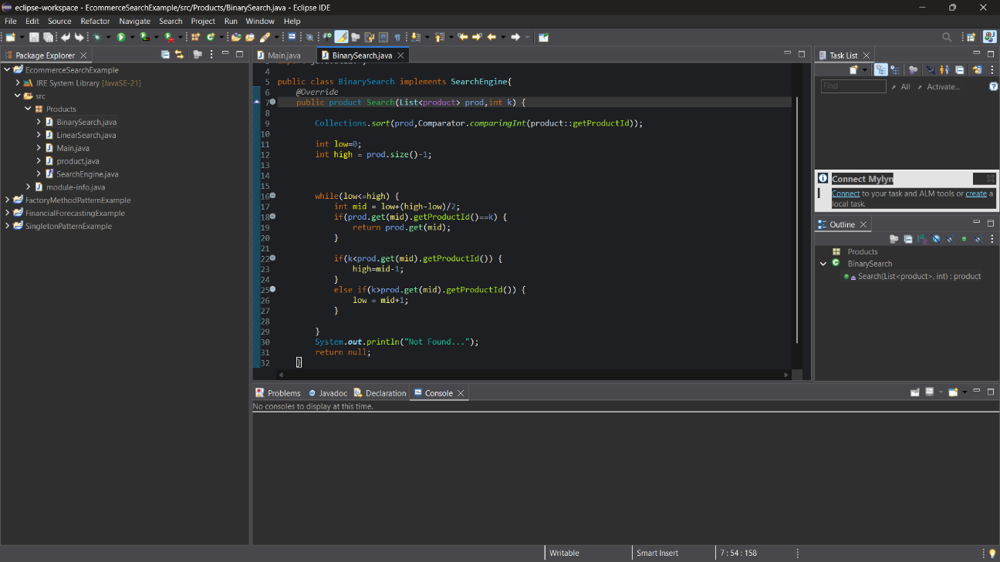 eclipse-workspace - EcommerceSearchExample/src/Products/BinarySearch.java - Eclipse IDE
File Edit Source Refactor Navigate Search Project Run Window Help
Package Explorer
EcommerceSearchExample
JRE System Library [JavaSE-21]
src
Products
BinarySearch.java
LinearSearch.java
Main.java
product.java
SearchEngine.java
module-info.java
FactoryMethodPatternExample
FinancialForecastingExample
SingletonPatternExample
Main.java BinarySearch.java
4
5 public class BinarySearch implements SearchEngine{
6 @Override
7 public product Search(List<product> prod,int k) {
8
9 Collections.sort(prod,Comparator.comparingInt(product::getProductId));
10
11 int low=0;
12 int high = prod.size()-1;
13
14
15
16 while(low<=high) {
17 int mid = low+(high-low)/2;
18 if(prod.get(mid).getProductId()==k) {
19 return prod.get(mid);
20 }
21
22 if(k<prod.get(mid).getProductId()) {
23 high=mid-1;
24 }
25 else if(k>prod.get(mid).getProductId()) {
26 low = mid+1;
27 }
28
29 }
30 System.out.println("Not Found...");
31 return null;
32 }
Task List
Find All Activate...
Connect Mylyn
Connect to your task and ALM tools or create a
local task.
Outline
Products
BinarySearch
Search(List<product>, int) : product
Problems Javadoc Declaration Console
No consoles to display at this time.
Writable Smart Insert 7 : 54 : 158